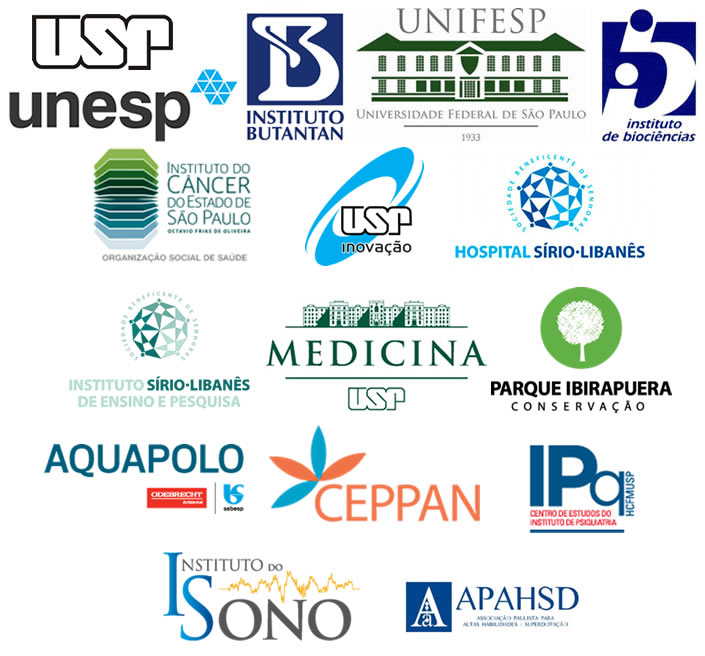 USP
unesp
INSTITUTO
BUTANTAN
UNIFESP
UNIVERSIDADE FEDERAL DE SÃO PAULO
1933
instituto
de biociências
INSTITUTO DO
CÂNCER
DO ESTADO DE
SÃO PAULO
OCTAVIO FRIAS DE OLIVEIRA
ORGANIZAÇÃO SOCIAL DE SAÚDE
USP
inovação
SOCIEDADE BENEFICENTE DE SENHORAS
HOSPITAL SÍRIO•LIBANÊS
SOCIEDADE BENEFICENTE DE SENHORAS
INSTITUTO SÍRIO•LIBANÊS
DE ENSINO E PESQUISA
MEDICINA
USP
PARQUE IBIRAPUERA
CONSERVAÇÃO
AQUAPOLO
ODEBRECHT
Ambiental
sabesp
CEPPAN
IPq
HCFMUSP
CENTRO DE ESTUDOS DO
INSTITUTO DE PSIQUIATRIA
INSTITUTO DO
SONO
APAHSD
ASSOCIAÇÃO PAULISTA PARA
ALTAS HABILIDADES / SUPERDOTAÇÃO